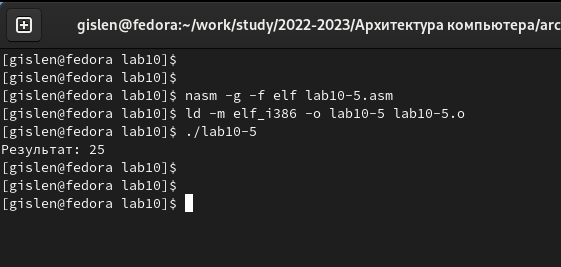 gislen@fedora:~/work/study/2022-2023/Архитектура компьютера/arc
[gislen@fedora lab10]$
[gislen@fedora lab10]$
[gislen@fedora lab10]$ nasm -g -f elf lab10-5.asm
[gislen@fedora lab10]$ ld -m elf_i386 -o lab10-5 lab10-5.o
[gislen@fedora lab10]$ ./lab10-5
Результат: 25
[gislen@fedora lab10]$
[gislen@fedora lab10]$
[gislen@fedora lab10]$